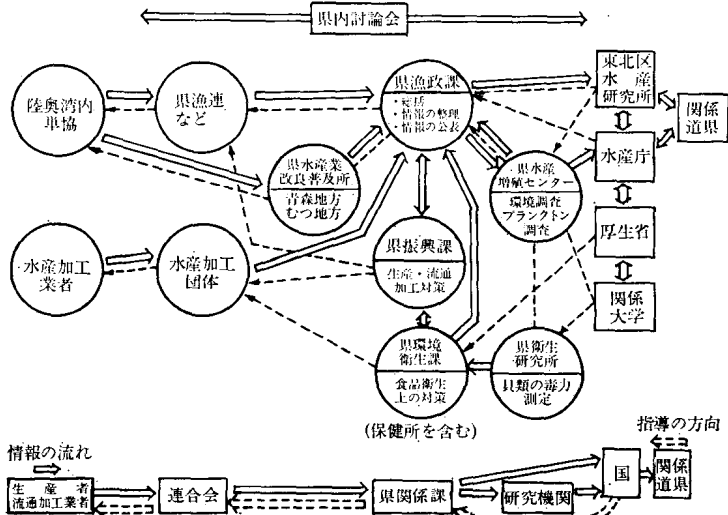 県内討論会
陸奥湾内
単協
県漁連
など
県漁政課
・総括
・情報の整理
・情報の公表
東北区
水産
研究所
関係
道県
水産庁
県水産業
改良普及所
青森地方
むつ地方
県水産
増殖センター
環境調査
プランクトン
調査
厚生省
水産加工
業者
水産加工
団体
県振興課
生産・流通
加工対策
関係
大学
県環境
衛生課
食品衛生
上の対策
(保健所を含む)
県衛生
研究所
貝類の毒力
測定
情報の流れ
指導の方向
生産者
流通加工業者
連合会
県関係課
研究機関
国
関係
道県